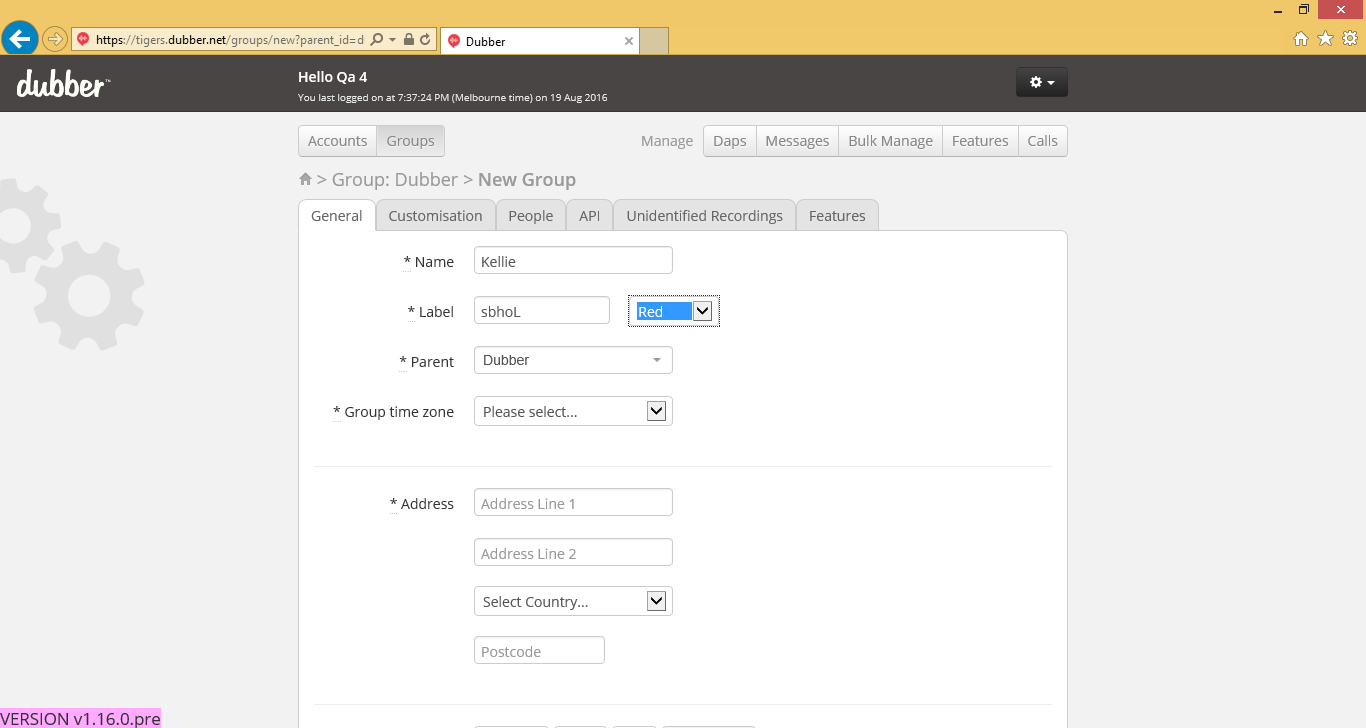 https://tigers.dubber.net/groups/new?parent_id=d
Dubber
dubber™
Hello Qa 4
You last logged on at 7:37:24 PM (Melbourne time) on 19 Aug 2016
Accounts Groups Manage Daps Messages Bulk Manage Features Calls
> Group: Dubber > New Group
General Customisation People API Unidentified Recordings Features
* Name Kellie
* Label sbhoL Red
* Parent Dubber
* Group time zone Please select...
* Address Address Line 1
Address Line 2
Select Country...
Postcode
VERSION v1.16.0.pre